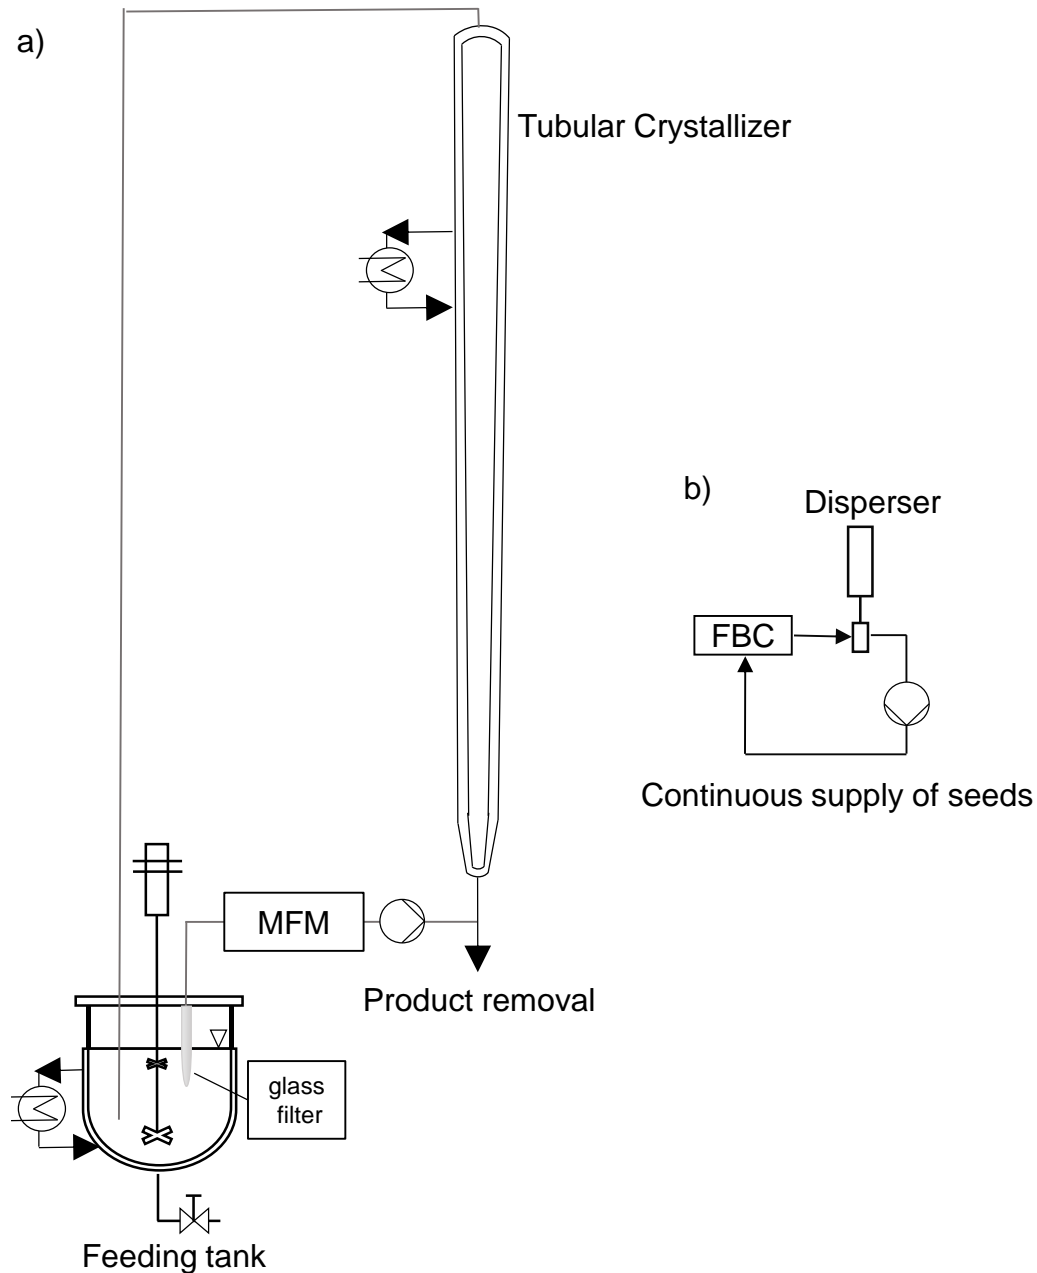 a)
Tubular Crystallizer
b)
Disperser
FBC
Continuous supply of seeds
MFM
Product removal
glass
filter
Feeding tank